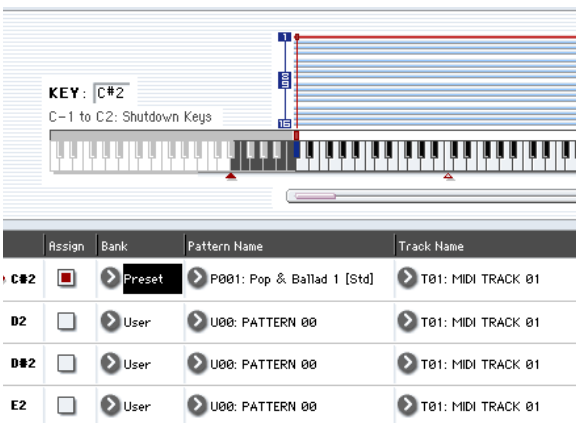 1
SEG
16
KEY: C#2
C-1 to C2: Shutdown Keys
Assign Bank Pattern Name Track Name
C#2 Preset P001: Pop & Ballad 1 [Std] T01: MIDI TRACK 01
D2 User U00: PATTERN 00 T01: MIDI TRACK 01
D#2 User U00: PATTERN 00 T01: MIDI TRACK 01
E2 User U00: PATTERN 00 T01: MIDI TRACK 01